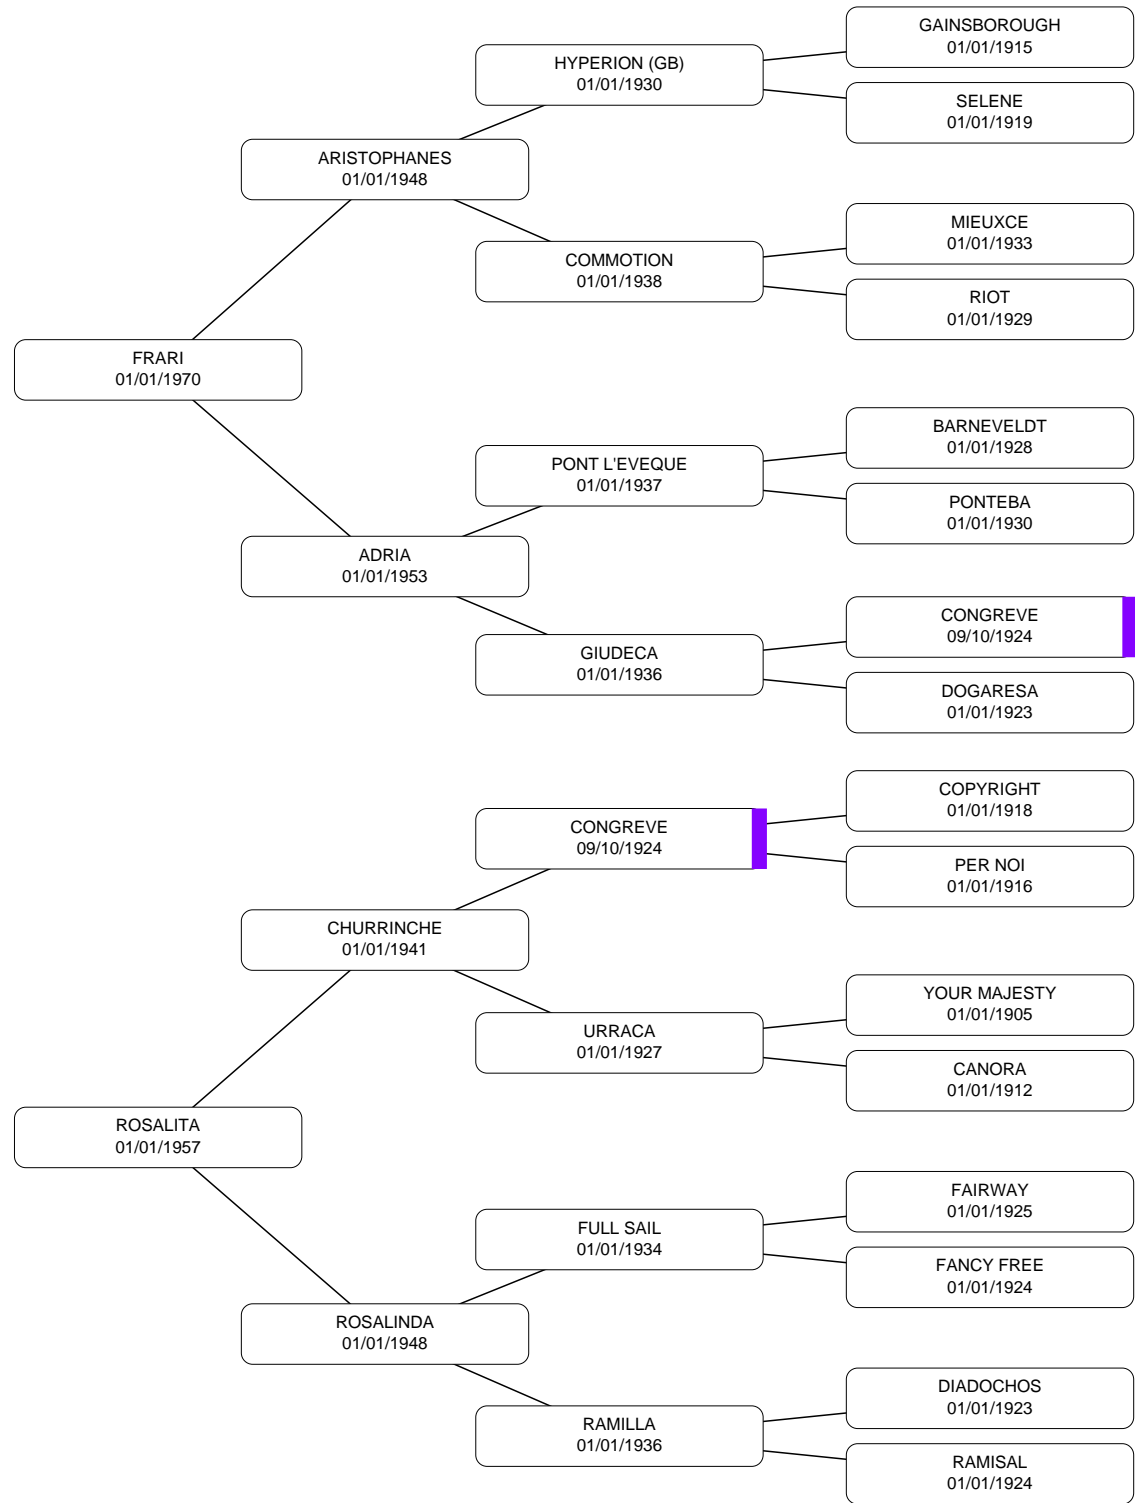 GAINSBOROUGH
01/01/1915
HYPERION (GB)
01/01/1930
SELENE
01/01/1919
ARISTOPHANES
01/01/1948
MIEUXCE
01/01/1933
COMMOTION
01/01/1938
RIOT
01/01/1929
FRARI
01/01/1970
BARNEVELDT
01/01/1928
PONT L'EVEQUE
01/01/1937
PONTEBA
01/01/1930
ADRIA
01/01/1953
CONGREVE
09/10/1924
GIUDECA
01/01/1936
DOGARESA
01/01/1923
COPYRIGHT
01/01/1918
CONGREVE
09/10/1924
PER NOI
01/01/1916
CHURRINCHE
01/01/1941
YOUR MAJESTY
01/01/1905
URRACA
01/01/1927
CANORA
01/01/1912
ROSALITA
01/01/1957
FAIRWAY
01/01/1925
FULL SAIL
01/01/1934
FANCY FREE
01/01/1924
ROSALINDA
01/01/1948
DIADOCHOS
01/01/1923
RAMILLA
01/01/1936
RAMISAL
01/01/1924